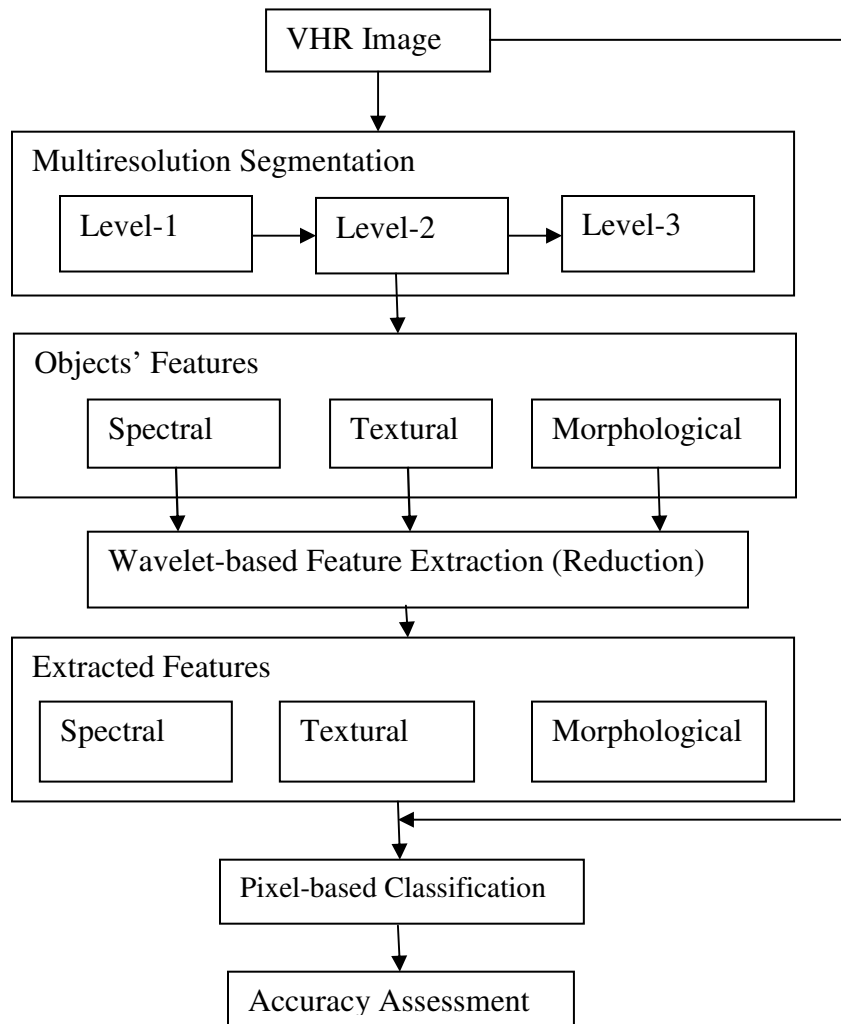 VHR Image
Multiresolution Segmentation
Level-1
Level-2
Level-3
Objects’ Features
Spectral
Textural
Morphological
Wavelet-based Feature Extraction (Reduction)
Extracted Features
Spectral
Textural
Morphological
Pixel-based Classification
Accuracy Assessment